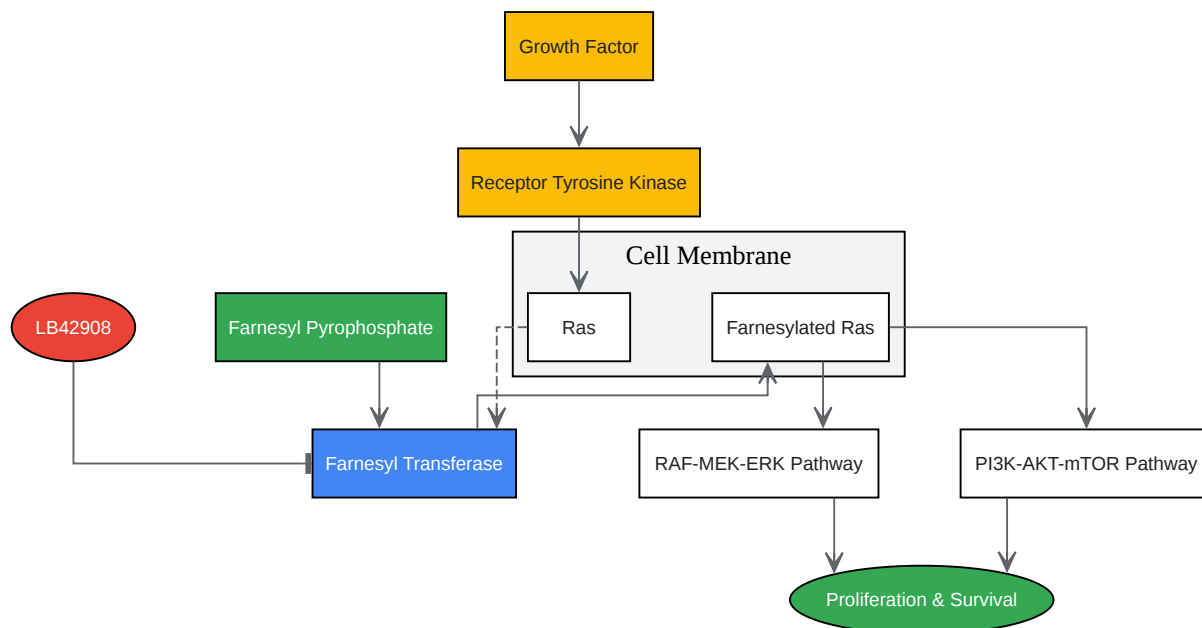 Growth Factor
Receptor Tyrosine Kinase
Cell Membrane
LB42908
Farnesyl Pyrophosphate
Ras
Farnesylated Ras
Farnesyl Transferase
RAF-MEK-ERK Pathway
PI3K-AKT-mTOR Pathway
Proliferation & Survival